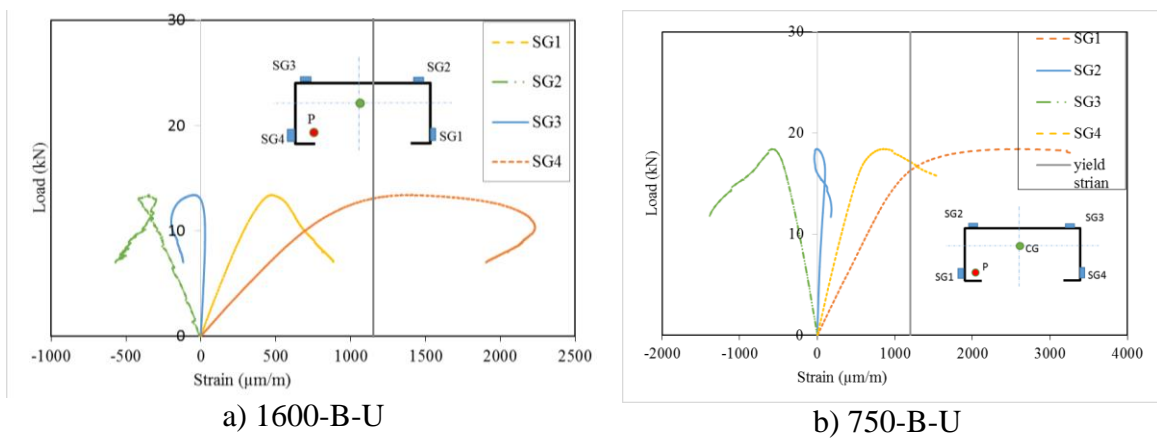 30
20
10
0
Load (kN)
-1000 -500 0 500 1000 1500 2000 2500
Strain (µm/m)
SG1
SG2
SG3
SG4
SG3 SG2
P
SG4 SG1
a) 1600-B-U
30
20
10
0
Load (kN)
-2000 -1000 0 1000 2000 3000 4000
Strain (µm/m)
SG1
SG2
SG3
SG4
yield
strian
SG2 SG3
CG
SG1 P SG4
b) 750-B-U